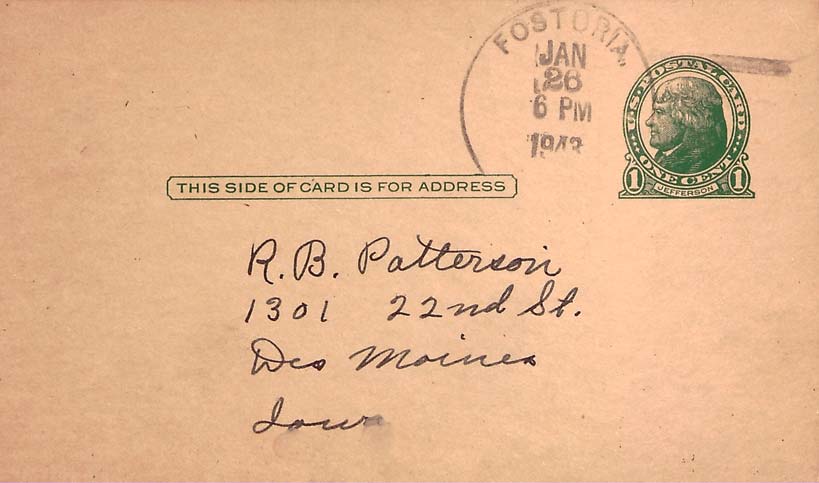 FOSTORIA,
JAN
26
6 PM
1943
U.S. POSTAL CARD
ONE CENT
1 JEFFERSON 1
THIS SIDE OF CARD IS FOR ADDRESS
R. B. Patterson
1301 22nd St.
Des Moines
Iowa